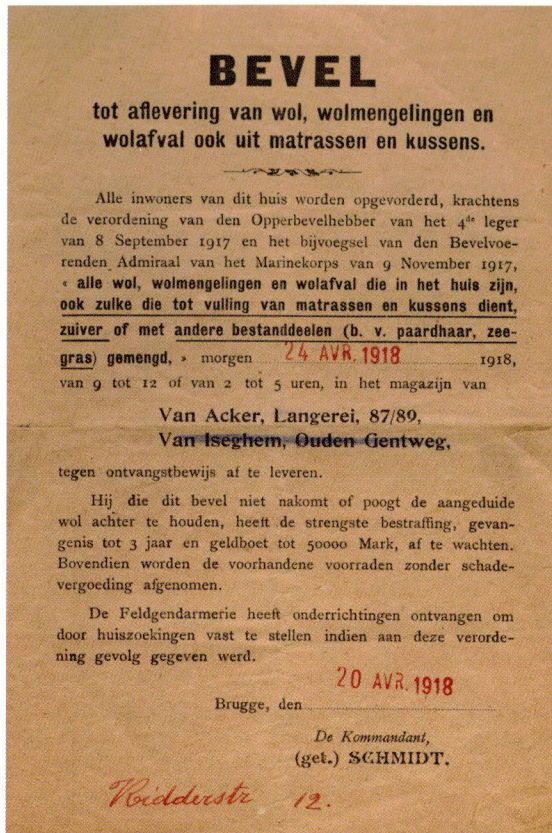 BEVEL
tot aflevering van wol, wolmengelingen en
wolafval ook uit matrassen en kussens.
Alle inwoners van dit huis worden opgevorderd, krachtens
de verordening van den Opperbevelhebber van het 4de leger
van 8 September 1917 en het bijvoegsel van den Bevelvoe-
renden Admiraal van het Marinekorps van 9 November 1917,
« alle wol, wolmengelingen en wolafval die in het huis zijn,
ook zulke die tot vulling van matrassen en kussens dient,
zuiver of met andere bestanddeelen (b. v. paardhaar, zee-
gras) gemengd, » morgen 24 AVR. 1918 1918,
van 9 tot 12 of van 2 tot 5 uren, in het magazijn van
Van Acker, Langerei, 87/89,
Van Iseghem, Ouden Gentweg,
tegen ontvangstbewijs af te leveren.
Hij die dit bevel niet nakomt of poogt de aangeduide
wol achter te houden, heeft de strengste bestraffing, gevan-
genis tot 3 jaar en geldboet tot 50000 Mark, af te wachten.
Bovendien worden de voorhandene voorraden zonder schade-
vergoeding afgenomen.
De Feldgendarmerie heeft onderrichtingen ontvangen om
door huiszoekingen vast te stellen indien aan deze verorde-
ning gevolg gegeven werd.
20 AVR. 1918
Brugge, den
De Kommandant,
(get.) SCHMIDT.
Ridderstr 12.